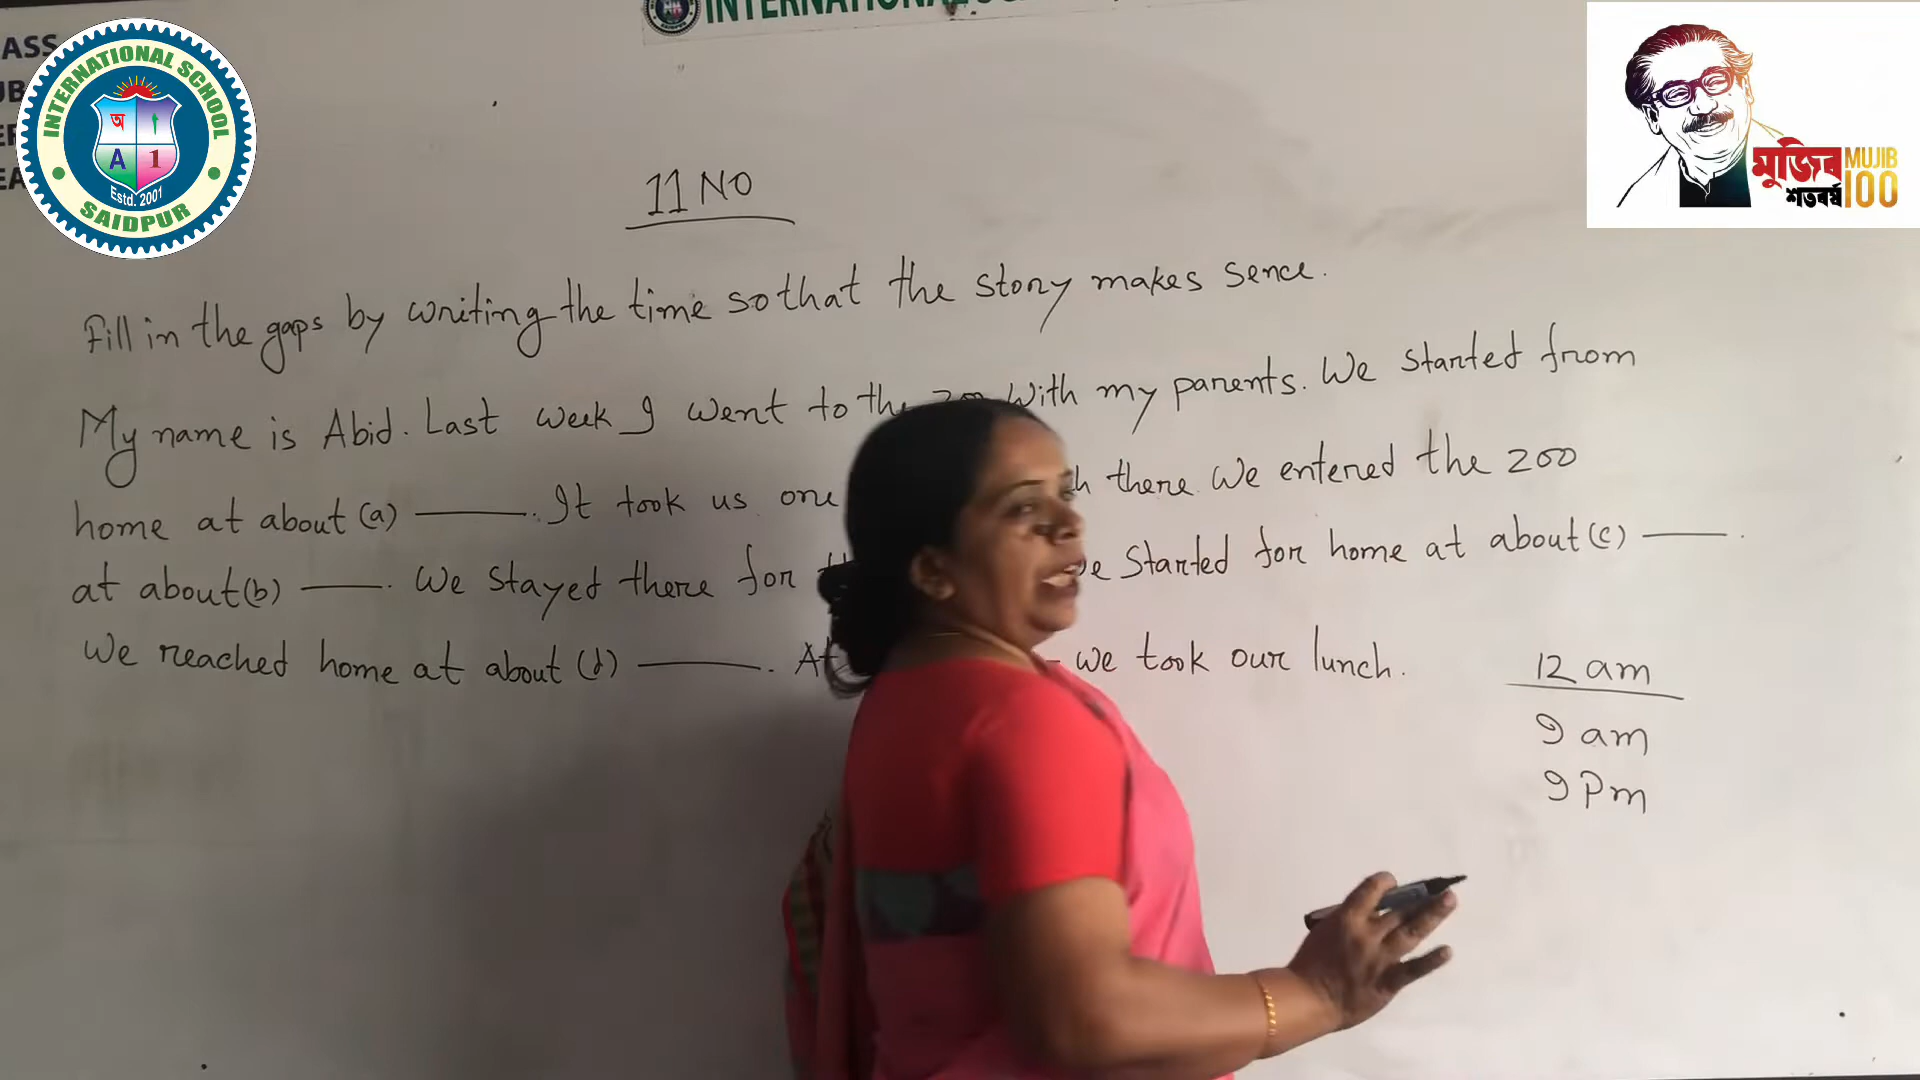 ASS
INTERNATIONAL
INTERNATIONAL SCHOOL
অ
A 1
Estd. 2001
SAIDPUR
মুজিব MUJIB
শতবর্ষ 100
11 NO
Fill in the gaps by writing the time so that the story makes sence.
My name is Abid. Last week I went to the zoo with my parents. We started from
home at about (a) ———. It took us one there. We entered the zoo
at about (b) ———. We stayed there for started for home at about (c) ———.
We reached home at about (d) ———. At — we took our lunch.
12 am
9 am
9 Pm